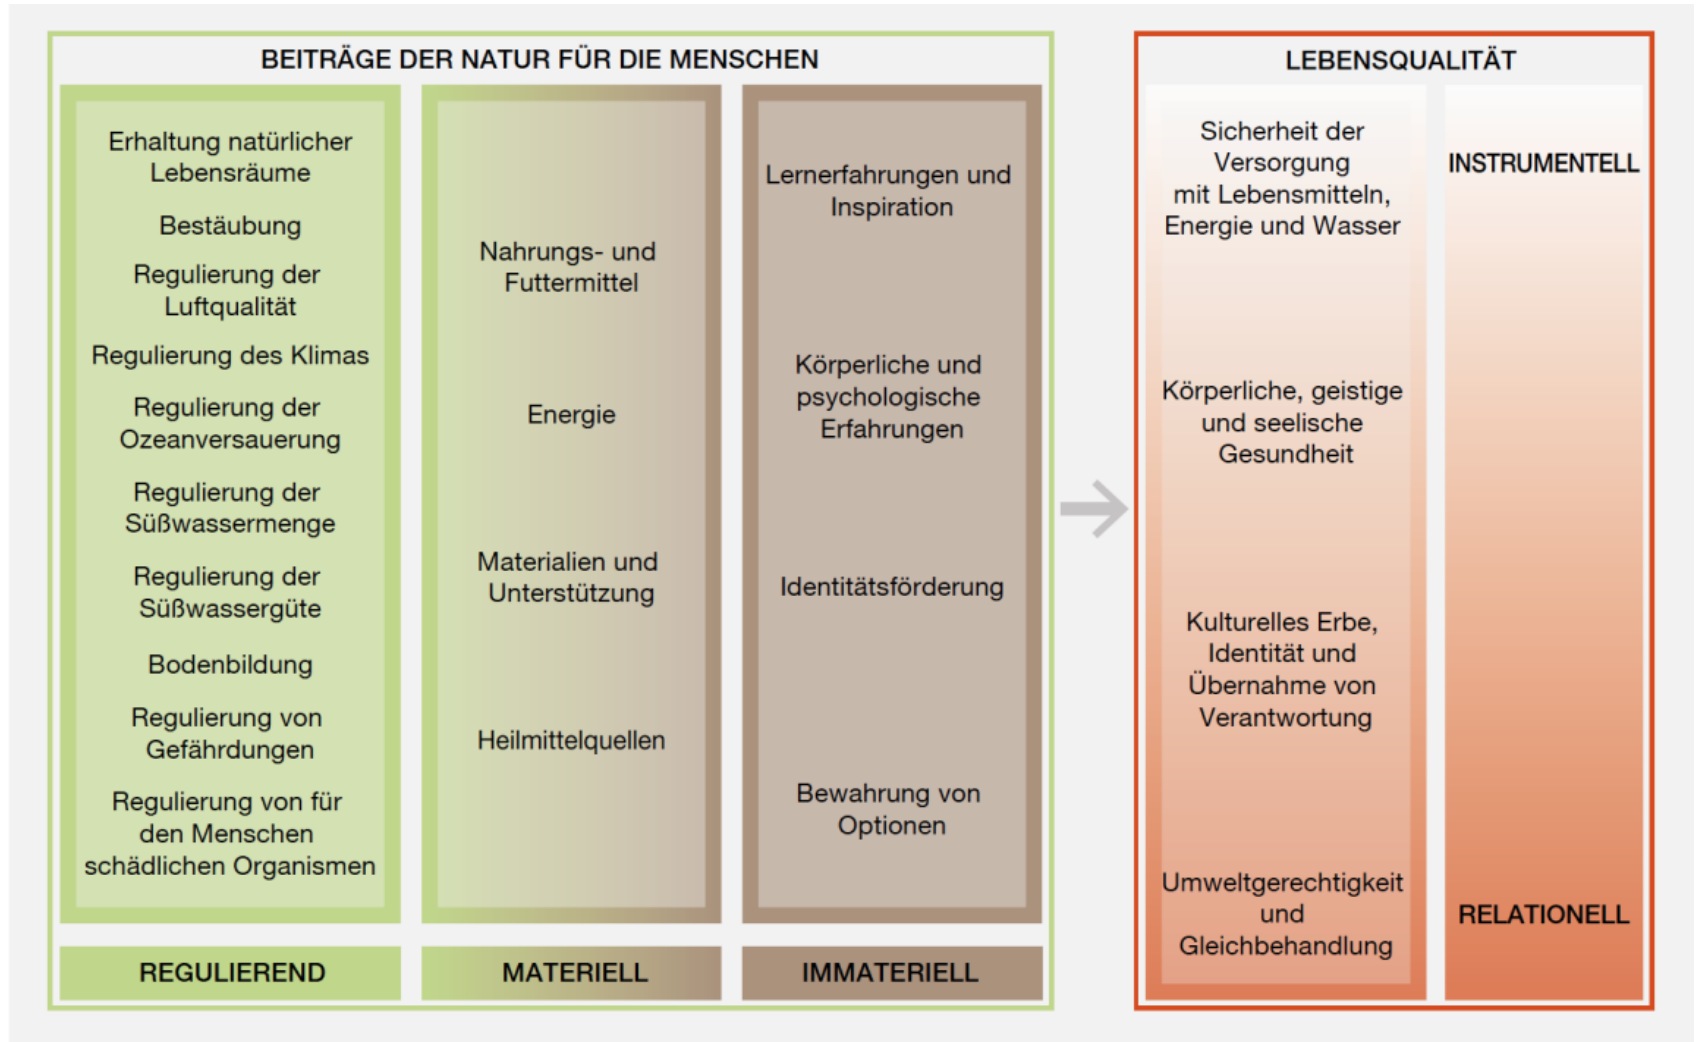 BEITRÄGE DER NATUR FÜR DIE MENSCHEN
Erhaltung natürlicher
Lebensräume
Bestäubung
Regulierung der
Luftqualität
Regulierung des Klimas
Regulierung der
Ozeanversauerung
Regulierung der
Süßwassermenge
Regulierung der
Süßwassergüte
Bodenbildung
Regulierung von
Gefährdungen
Regulierung von für
den Menschen
schädlichen Organismen
REGULIEREND
Nahrungs- und
Futtermittel
Energie
Materialien und
Unterstützung
Heilmittelquellen
MATERIELL
Lernerfahrungen und
Inspiration
Körperliche und
psychologische
Erfahrungen
Identitätsförderung
Bewahrung von
Optionen
IMMATERIELL
LEBENSQUALITÄT
Sicherheit der
Versorgung
mit Lebensmitteln,
Energie und Wasser
Körperliche, geistige
und seelische
Gesundheit
Kulturelles Erbe,
Identität und
Übernahme von
Verantwortung
Umweltgerechtigkeit
und
Gleichbehandlung
INSTRUMENTELL
RELATIONELL